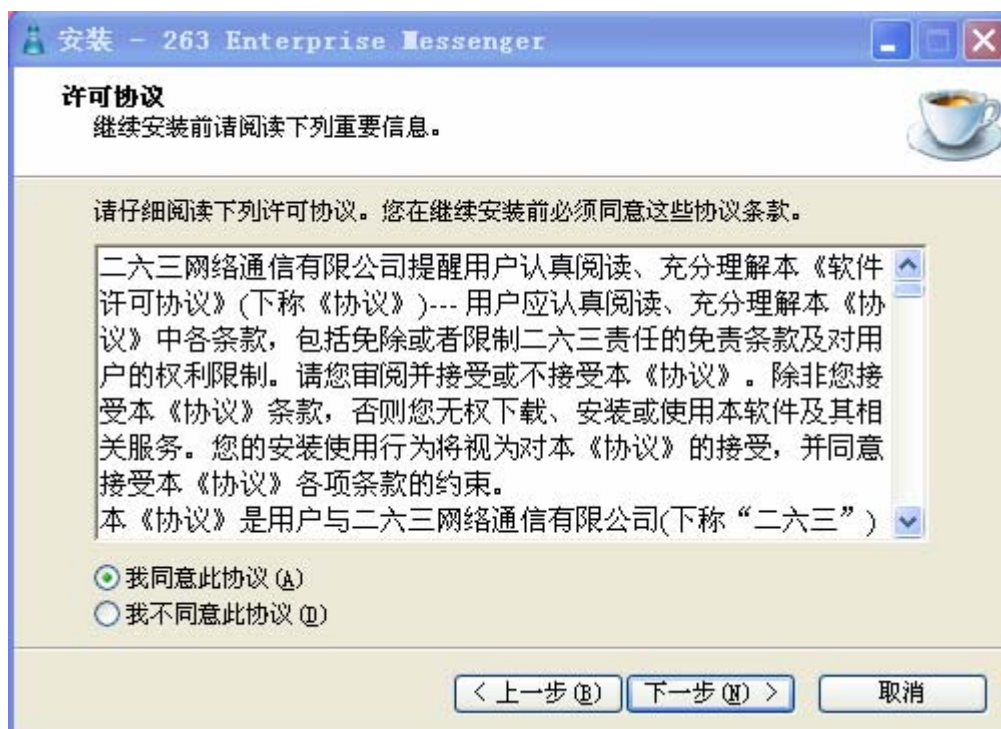 安装 - 263 Enterprise Messenger
许可协议
继续安装前请阅读下列重要信息。
请仔细阅读下列许可协议。您在继续安装前必须同意这些协议条款。
二六三网络通信有限公司提醒用户认真阅读、充分理解本《软件
许可协议》(下称《协议》)--- 用户应认真阅读、充分理解本《协
议》中各条款，包括免除或者限制二六三责任的免责条款及对用
户的权利限制。请您审阅并接受或不接受本《协议》。除非您接
受本《协议》条款，否则您无权下载、安装或使用本软件及其相
关服务。您的安装使用行为将视为对本《协议》的接受，并同意
接受本《协议》各项条款的约束。
本《协议》是用户与二六三网络通信有限公司(下称“二六三”)
我同意此协议(A)
我不同意此协议(D)
< 上一步(B) 下一步(N) > 取消